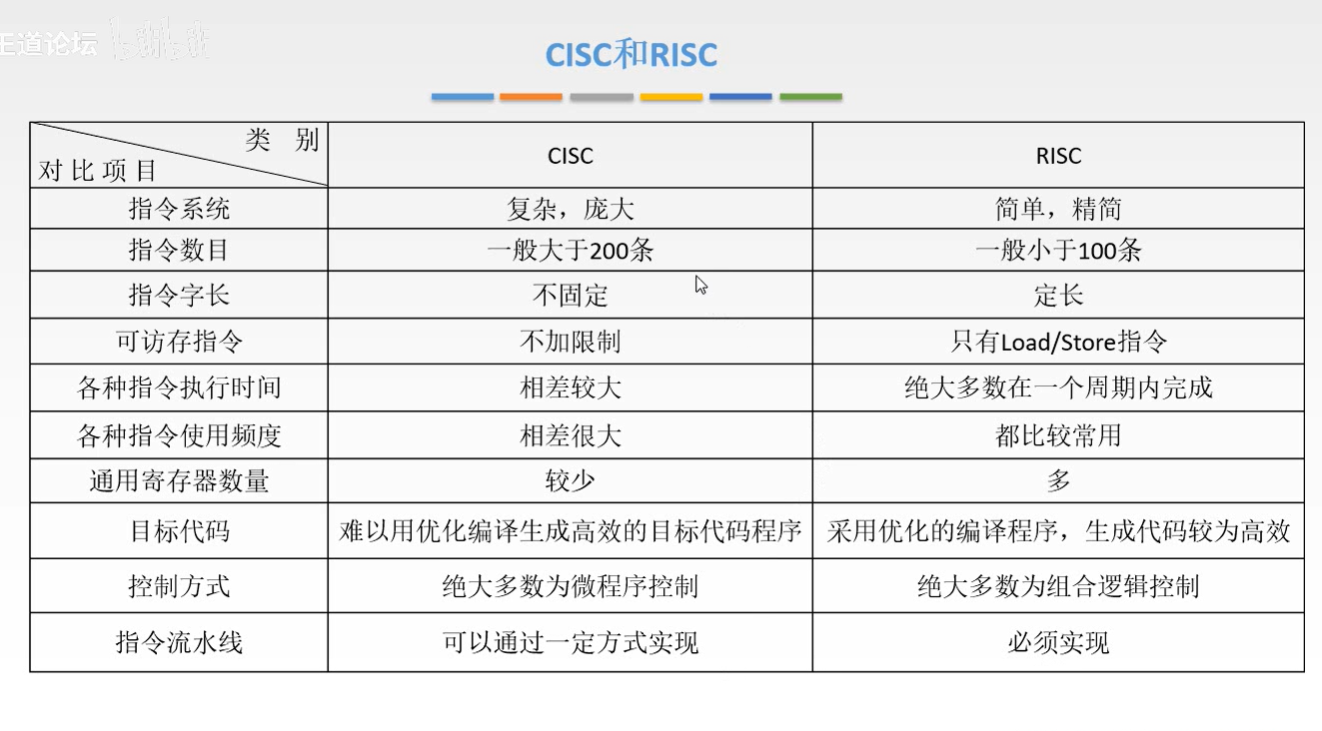 王道论坛 bilibili
CISC和RISC
类 别
对比项目
CISC
RISC
指令系统
复杂，庞大
简单，精简
指令数目
一般大于200条
一般小于100条
指令字长
不固定
定长
可访存指令
不加限制
只有Load/Store指令
各种指令执行时间
相差较大
绝大多数在一个周期内完成
各种指令使用频度
相差很大
都比较常用
通用寄存器数量
较少
多
目标代码
难以用优化编译生成高效的目标代码程序
采用优化的编译程序，生成代码较为高效
控制方式
绝大多数为微程序控制
绝大多数为组合逻辑控制
指令流水线
可以通过一定方式实现
必须实现